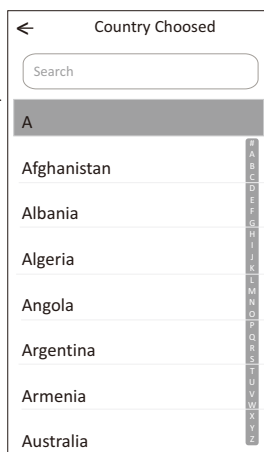 Country Choosed
Search
A
Afghanistan
Albania
Algeria
Angola
Argentina
Armenia
Australia
#
A
B
C
D
E
F
G
H
I
J
K
L
M
N
O
P
Q
R
S
T
U
V
W
X
Y
Z